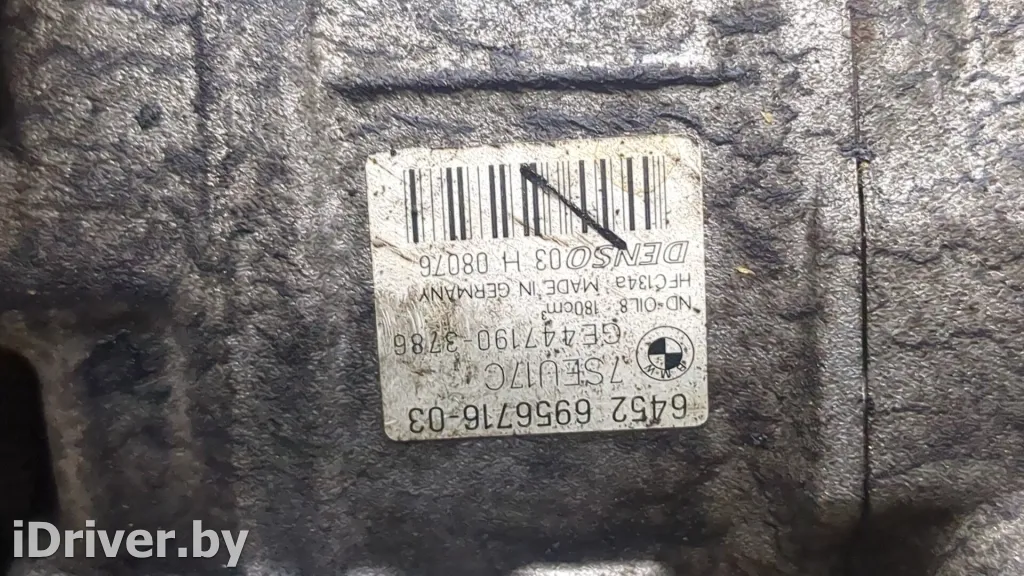 6452 6956716-03
7SEU17C
GE447190-3786
ND-OIL8 180cm³
HFC134a MADE IN GERMANY
DENSO 03 H 08076
BMW
iDriver.by